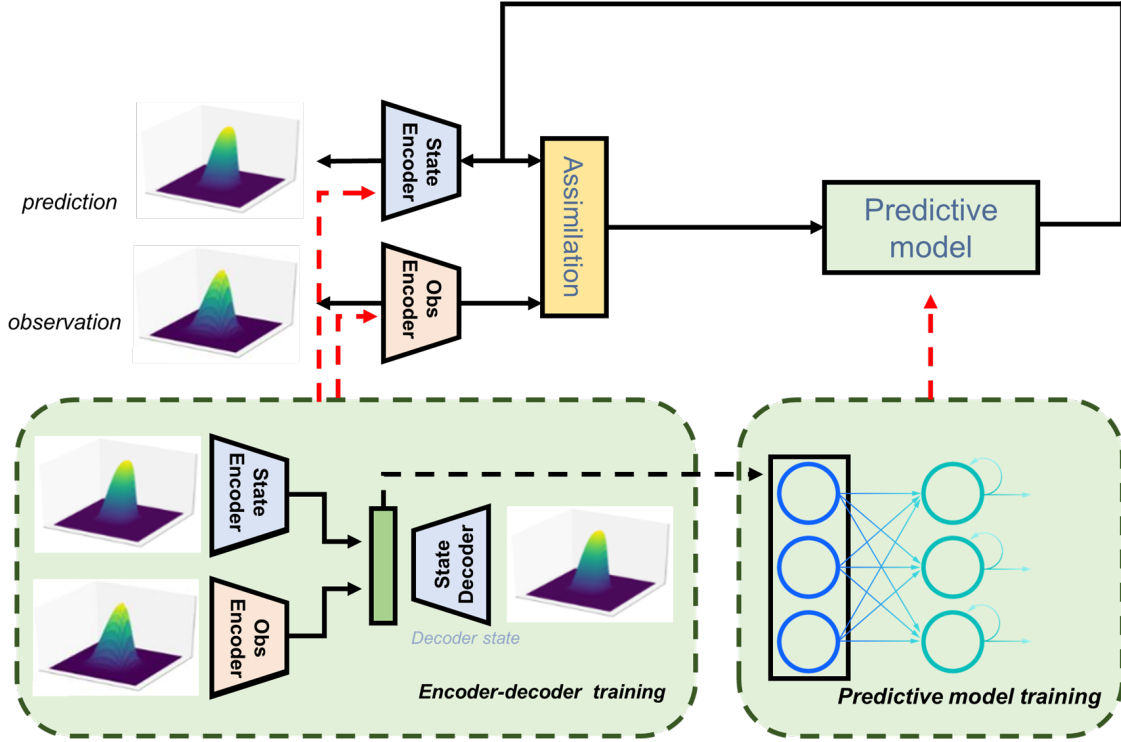 prediction
observation
State
Encoder
Obs
Encoder
Assimilation
Predictive
model
State
Encoder
Obs
Encoder
State
Decoder
Decoder state
Encoder-decoder training
Predictive model training